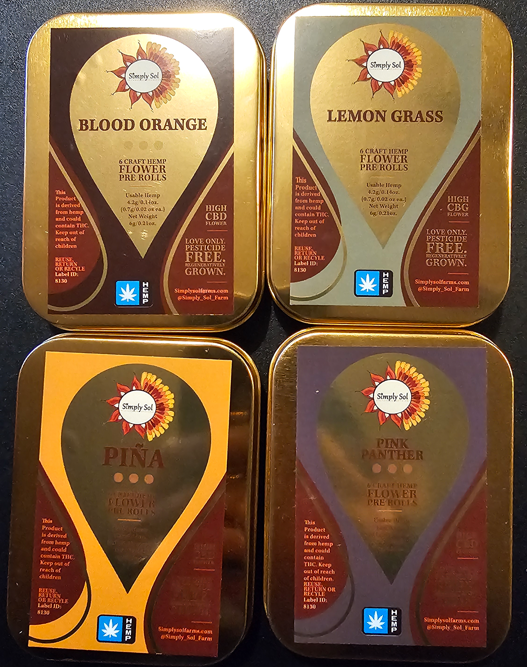 Simply Sol
BLOOD ORANGE
6 CRAFT HEMP
FLOWER
PRE ROLLS
Usable Hemp
4.2g/0.14oz.
(0.7g/0.02 oz ea.)
Net Weight
6g/0.21oz.
This
Product
is derived
from hemp
and could
contain THC.
Keep out of
reach of
children
REUSE,
RETURN
OR RECYLE
Label ID:
8130
HIGH
CBD
FLOWER
LOVE ONLY.
PESTICIDE
FREE.
REGENERATIVELY
GROWN.
HEMP
Simplysolfarms.com
@Simply_Sol_Farm
Simply Sol
LEMON GRASS
6 CRAFT HEMP
FLOWER
PRE ROLLS
Usable Hemp
4.2g/0.14oz.
(0.7g/0.02 oz ea.)
Net Weight
6g/0.21oz.
This
Product
is derived
from hemp
and could
contain THC.
Keep out of
reach of
children
REUSE,
RETURN
OR RECYLE
Label ID:
8130
HIGH
CBG
FLOWER
LOVE ONLY.
PESTICIDE
FREE.
REGENERATIVELY
GROWN.
HEMP
Simplysolfarms.com
@Simply_Sol_Farm
Simply Sol
PIÑA
FLOWER
PRE ROLLS
This
Product
is derived
from hemp
and could
contain THC.
Keep out of
reach of
children
REUSE,
RETURN
OR RECYLE
Label ID:
8130
HEMP
Simplysolfarms.com
@Simply_Sol_Farm
Simply Sol
PINK
PANTHER
6 CRAFT HEMP
FLOWER
PRE ROLLS
This
Product
is derived
from hemp
and could
contain THC.
Keep out of
reach of
children.
REUSE,
RETURN
OR RECYLE
Label ID:
8130
HEMP
Simplysolfarms.com
@Simply_Sol_Farm